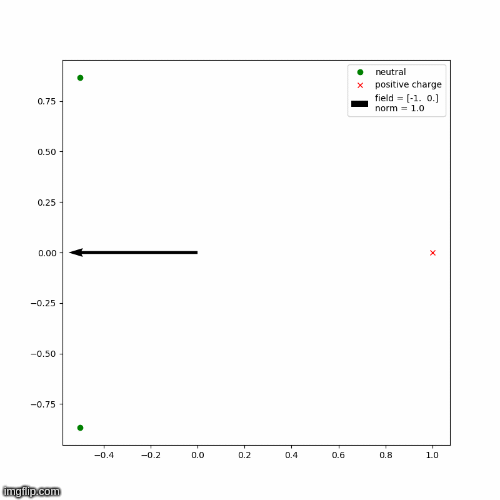 neutral
positive charge
field = [-1.  0.]
norm = 1.0
0.75
0.50
0.25
0.00
−0.25
−0.50
−0.75
−0.4 −0.2 0.0 0.2 0.4 0.6 0.8 1.0
imgflip.com